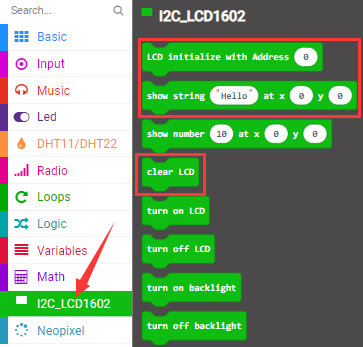 Search...
Basic
Input
Music
Led
DHT11/DHT22
Radio
Loops
Logic
Variables
Math
I2C_LCD1602
Neopixel
I2C_LCD1602
LCD initialize with Address 0
show string "Hello" at x 0 y 0
show number 10 at x 0 y 0
clear LCD
turn on LCD
turn off LCD
turn on backlight
turn off backlight